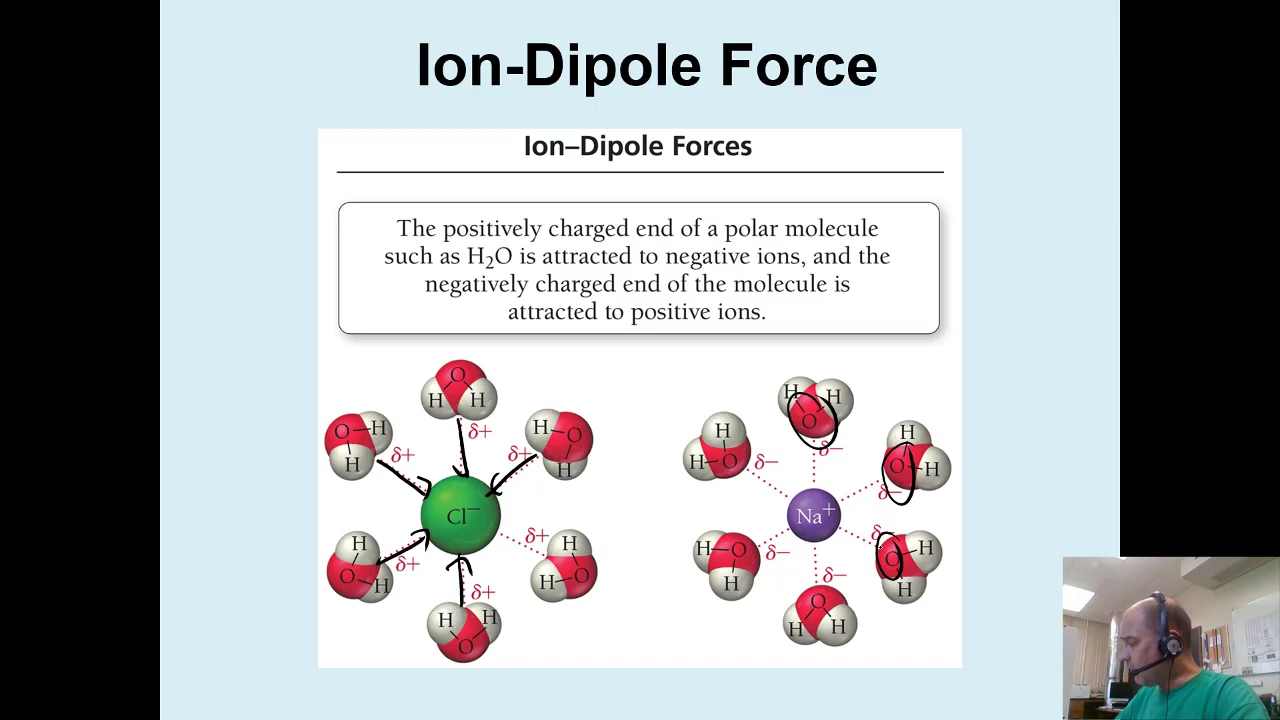 Ion-Dipole Force
Ion–Dipole Forces
The positively charged end of a polar molecule
such as H₂O is attracted to negative ions, and the
negatively charged end of the molecule is
attracted to positive ions.
O
H H
δ+
O H
H
δ+
H O
H
δ+
Cl⁻
H
O H
δ+
H
H O
δ+
H H
O
δ+
H H
O
δ−
H
H O
δ−
H
O H
δ−
Na⁺
H O
H
δ−
O H
H
δ
O
H H
δ−